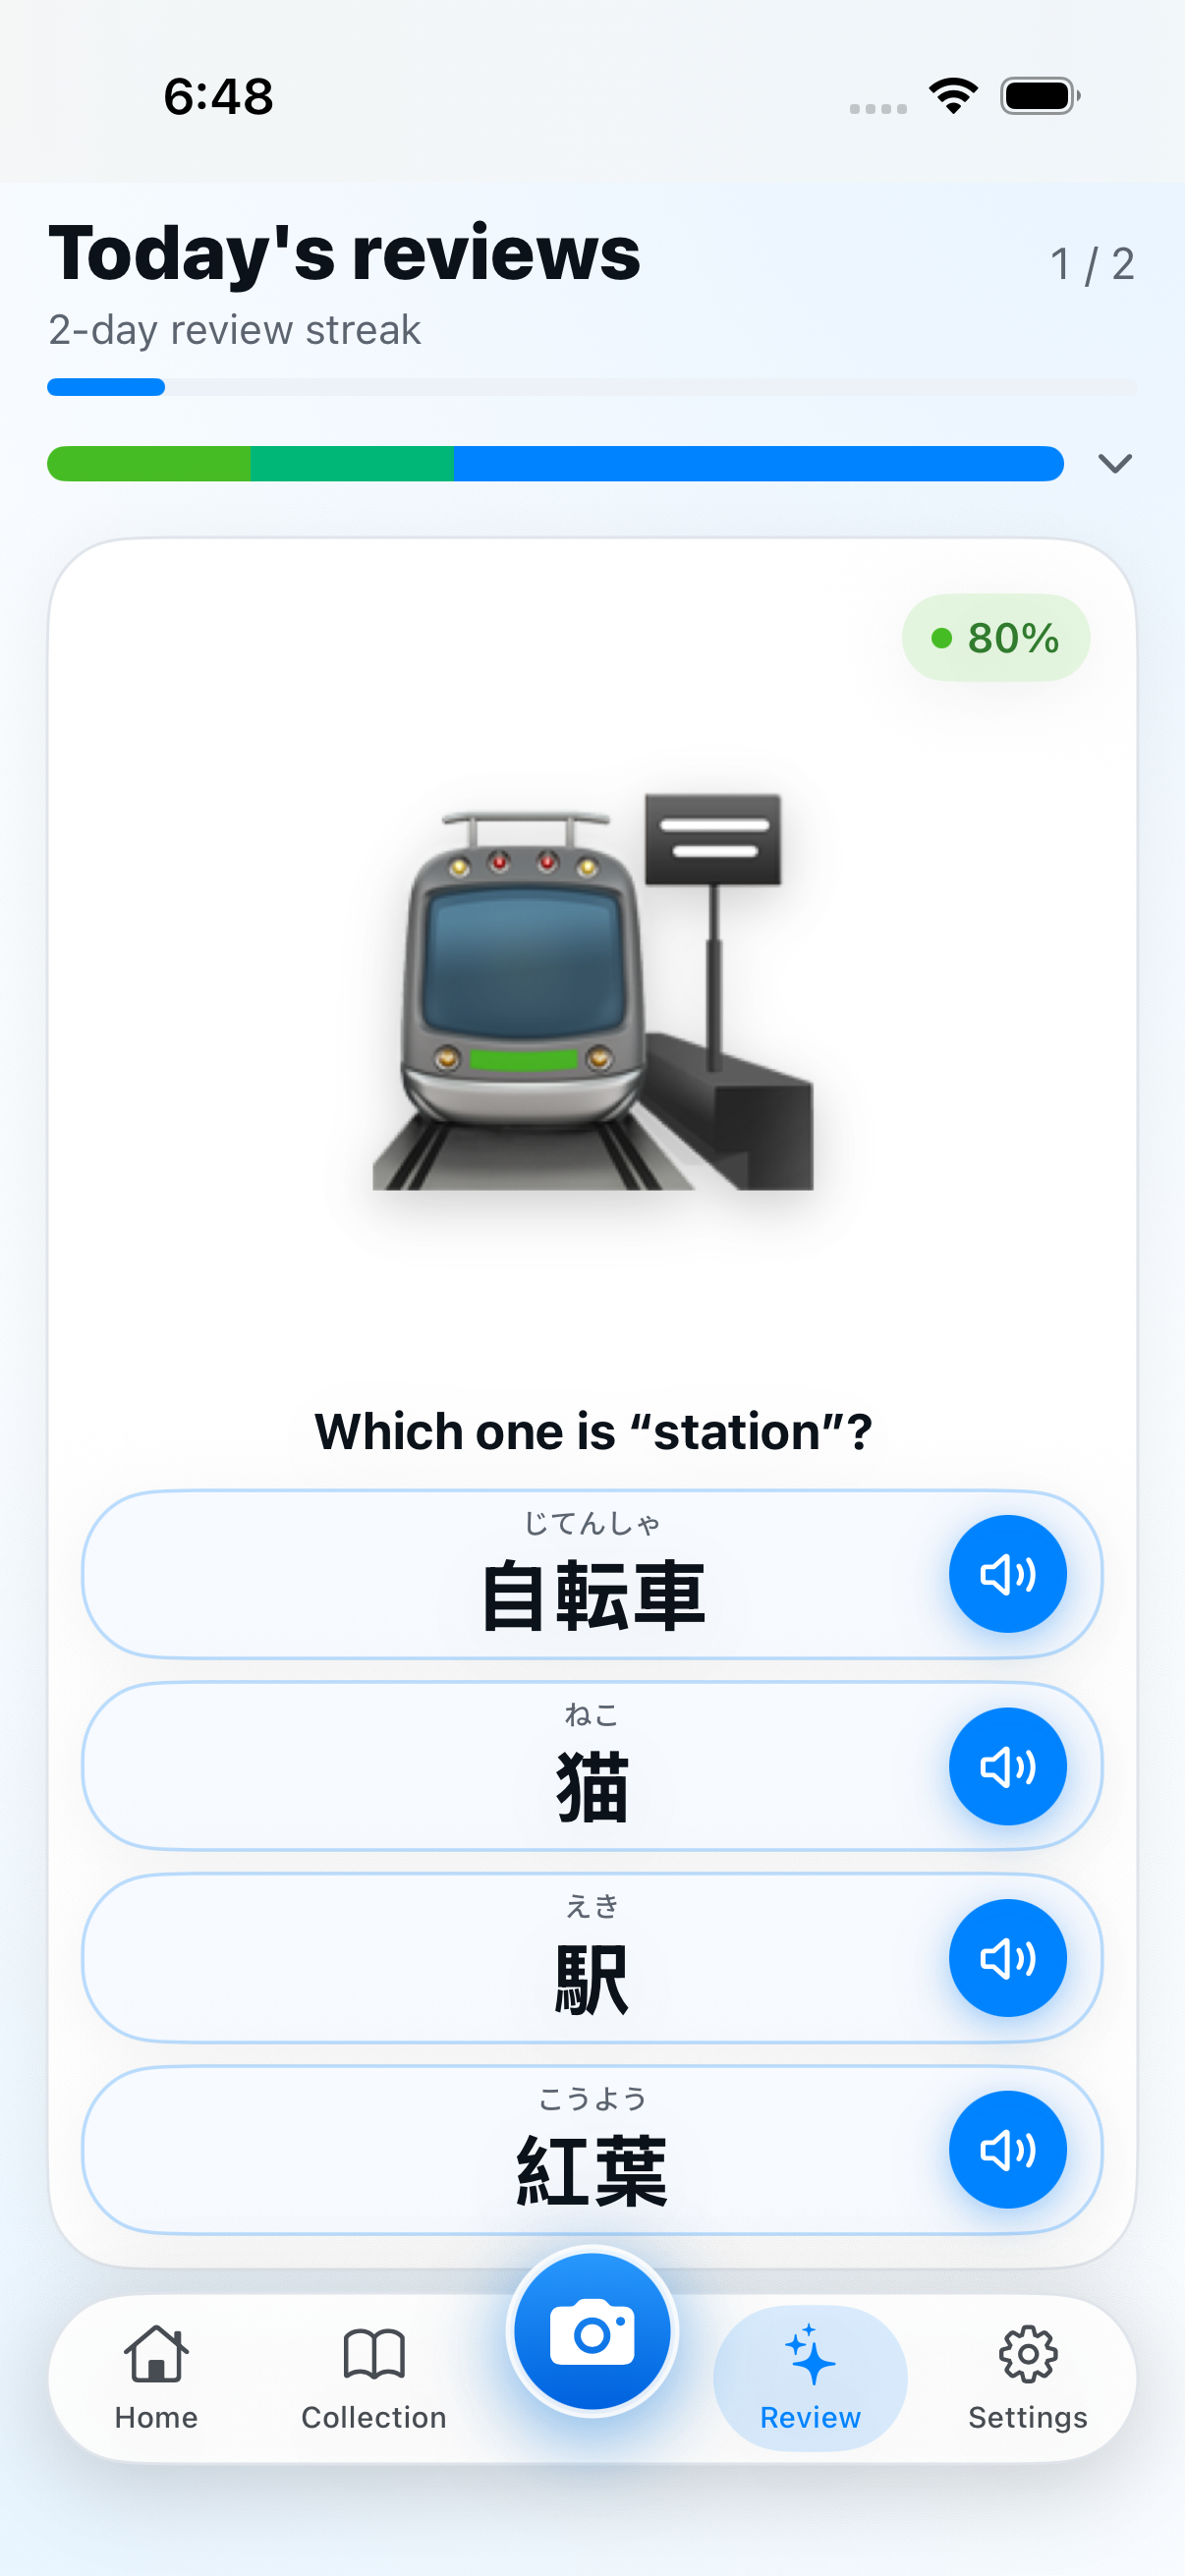 6:48
Today's reviews
1 / 2
2-day review streak
80%
Which one is “station”?
じてんしゃ
自転車
ねこ
猫
えき
駅
こうよう
紅葉
Home
Collection
Review
Settings